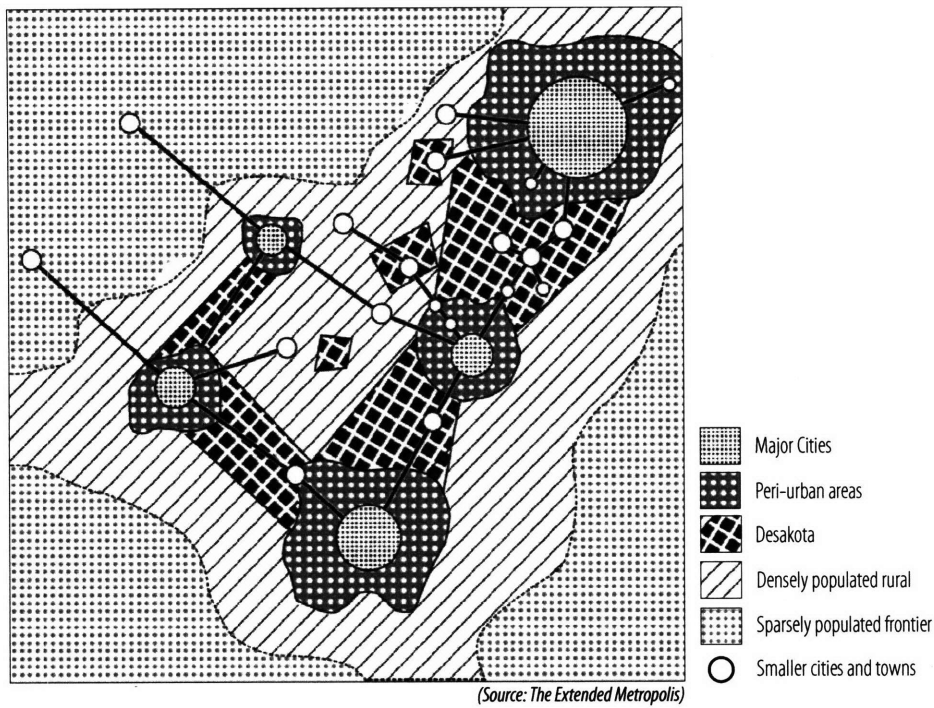 Major Cities
Peri-urban areas
Desakota
Densely populated rural
Sparsely populated frontier
Smaller cities and towns
(Source: The Extended Metropolis)